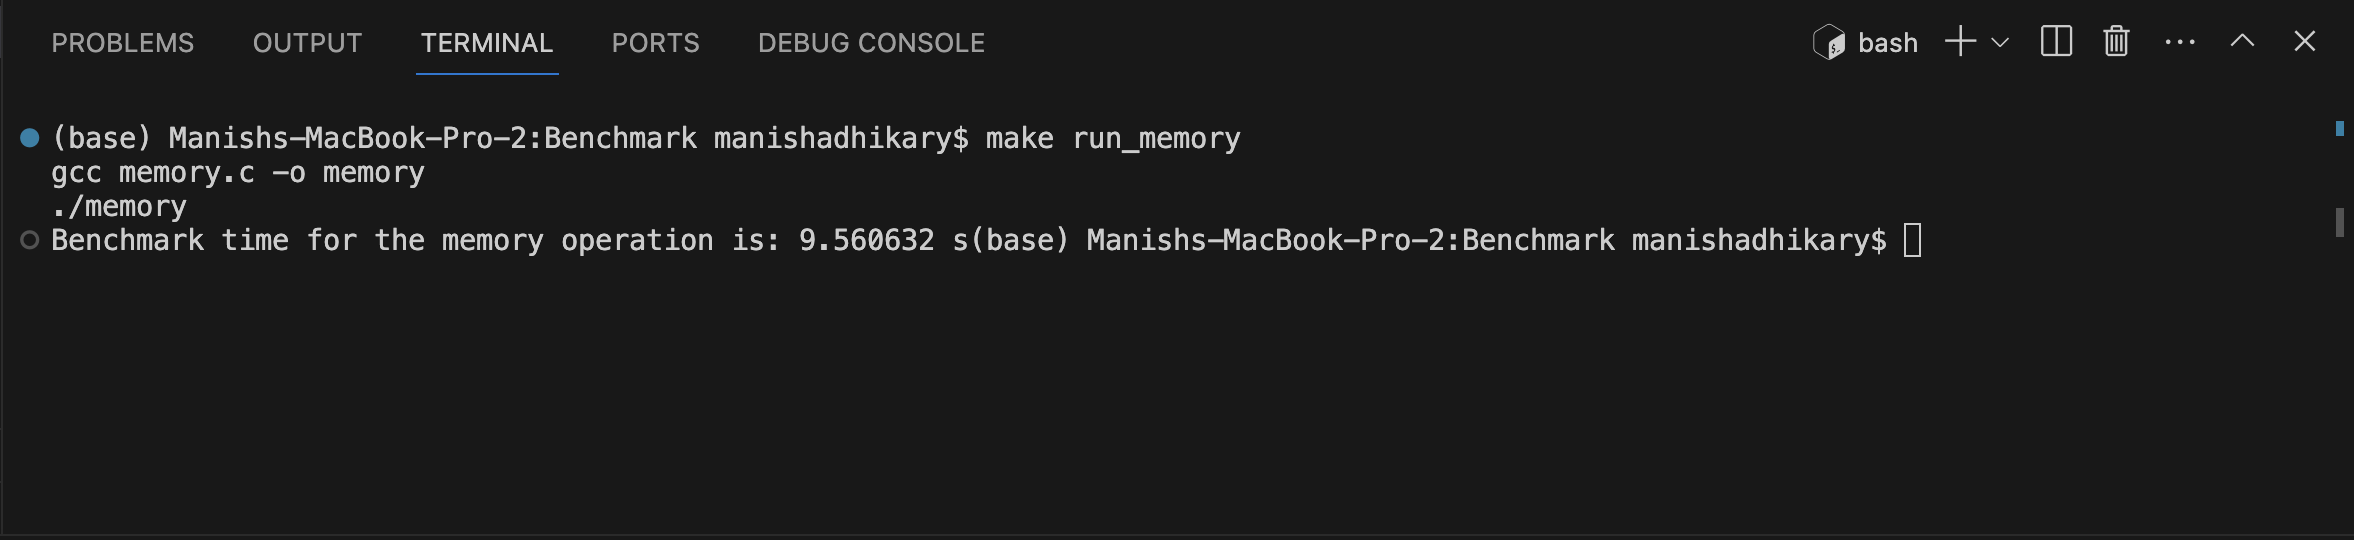 PROBLEMS OUTPUT TERMINAL PORTS DEBUG CONSOLE bash
(base) Manishs-MacBook-Pro-2:Benchmark manishadhikary$ make run_memory
gcc memory.c -o memory
./memory
Benchmark time for the memory operation is: 9.560632 s(base) Manishs-MacBook-Pro-2:Benchmark manishadhikary$